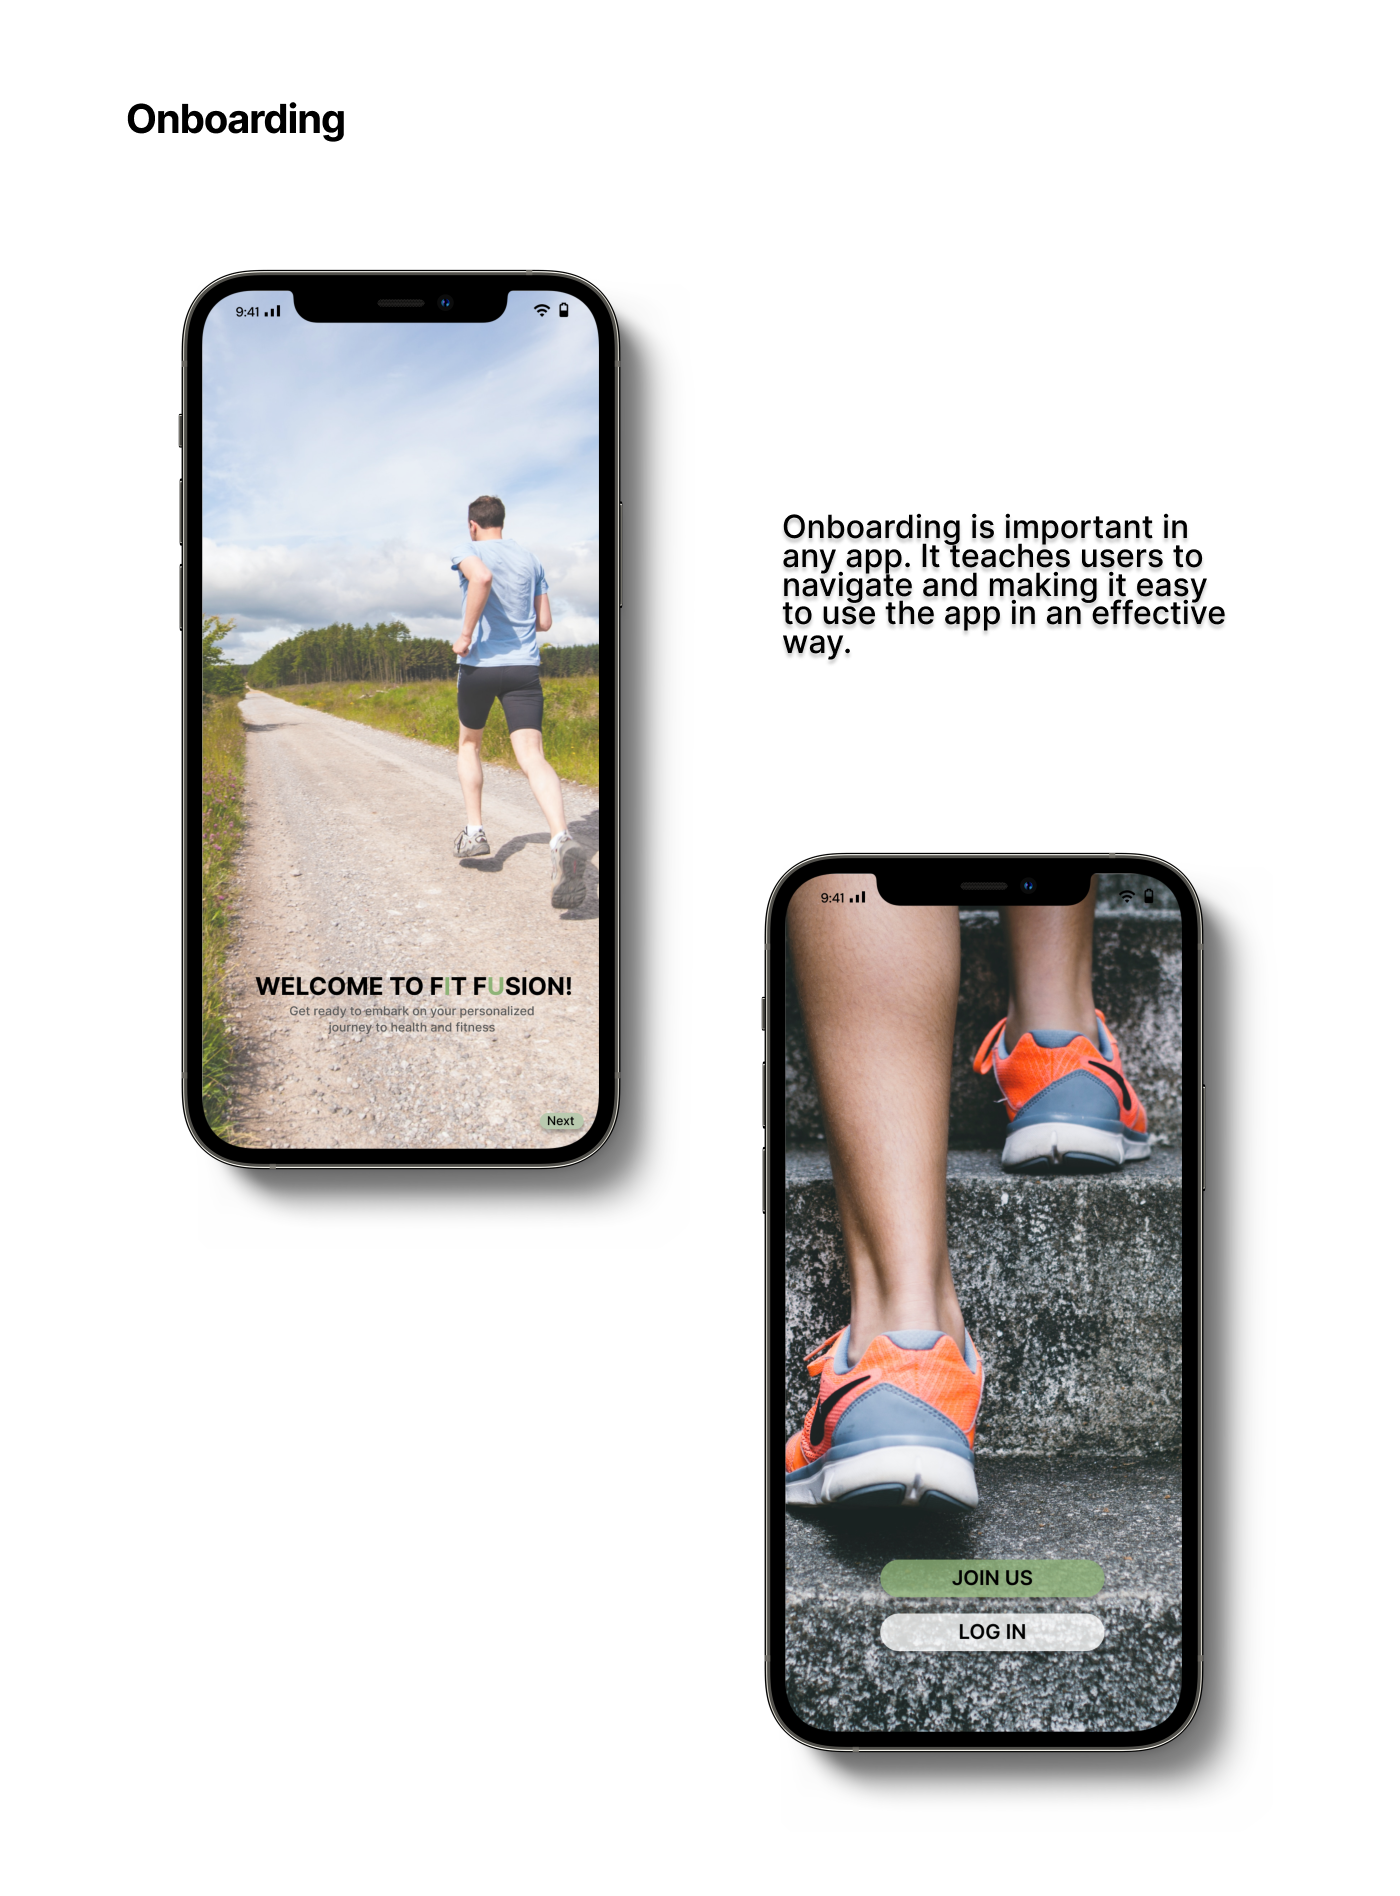 Onboarding
9:41
WELCOME TO FIT FUSION!
Get ready to embark on your personalized
journey to health and fitness
Next
Onboarding is important in
any app. It teaches users to
navigate and making it easy
to use the app in an effective
way.
9:41
JOIN US
LOG IN